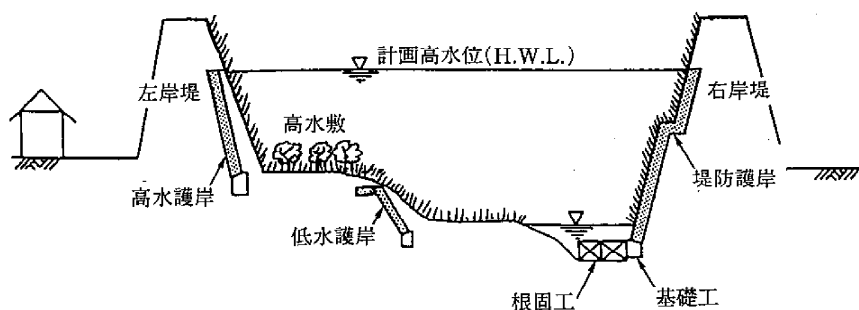 計画高水位(H.W.L.)
左岸堤
右岸堤
高水敷
堤防護岸
高水護岸
低水護岸
根固工
基礎工